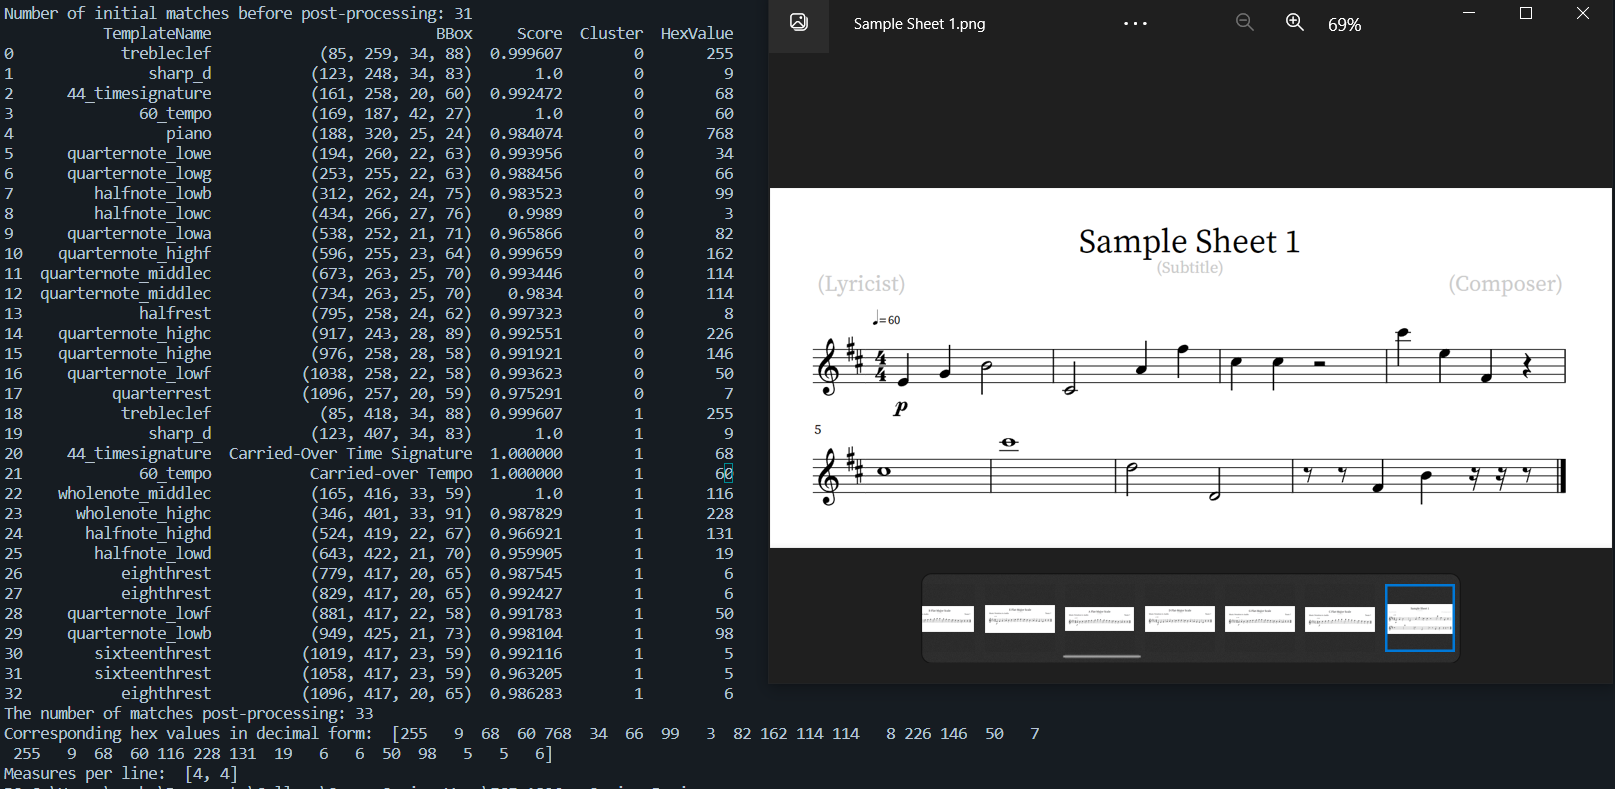 Number of initial matches before post-processing: 31
TemplateName BBox Score Cluster HexValue
0 trebleclef (85, 259, 34, 88) 0.999607 0 255
1 sharp_d (123, 248, 34, 83) 1.0 0 9
2 44_timesignature (161, 258, 20, 60) 0.992472 0 68
3 60_tempo (169, 187, 42, 27) 1.0 0 60
4 piano (188, 320, 25, 24) 0.984074 0 768
5 quarternote_lowe (194, 260, 22, 63) 0.993956 0 34
6 quarternote_lowg (253, 255, 22, 63) 0.988456 0 66
7 halfnote_lowb (312, 262, 24, 75) 0.983523 0 99
8 halfnote_lowc (434, 266, 27, 76) 0.9989 0 3
9 quarternote_lowa (538, 252, 21, 71) 0.965866 0 82
10 quarternote_highf (596, 255, 23, 64) 0.999659 0 162
11 quarternote_middlec (673, 263, 25, 70) 0.993446 0 114
12 quarternote_middlec (734, 263, 25, 70) 0.9834 0 114
13 halfrest (795, 258, 24, 62) 0.997323 0 8
14 quarternote_highc (917, 243, 28, 89) 0.992551 0 226
15 quarternote_highe (976, 258, 28, 58) 0.991921 0 146
16 quarternote_lowf (1038, 258, 22, 58) 0.993623 0 50
17 quarterrest (1096, 257, 20, 59) 0.975291 0 7
18 trebleclef (85, 418, 34, 88) 0.999607 1 255
19 sharp_d (123, 407, 34, 83) 1.0 1 9
20 44_timesignature Carried-Over Time Signature 1.000000 1 68
21 60_tempo Carried-over Tempo 1.000000 1 60
22 wholenote_middlec (165, 416, 33, 59) 1.0 1 116
23 wholenote_highc (346, 401, 33, 91) 0.987829 1 228
24 halfnote_highd (524, 419, 22, 67) 0.966921 1 131
25 halfnote_lowd (643, 422, 21, 70) 0.959905 1 19
26 eighthrest (779, 417, 20, 65) 0.987545 1 6
27 eighthrest (829, 417, 20, 65) 0.992427 1 6
28 quarternote_lowf (881, 417, 22, 58) 0.991783 1 50
29 quarternote_lowb (949, 425, 21, 73) 0.998104 1 98
30 sixteenthrest (1019, 417, 23, 59) 0.992116 1 5
31 sixteenthrest (1058, 417, 23, 59) 0.963205 1 5
32 eighthrest (1096, 417, 20, 65) 0.986283 1 6
The number of matches post-processing: 33
Corresponding hex values in decimal form: [255 9 68 60 768 34 66 99 3 82 162 114 114 8 226 146 50 7
255 9 68 60 116 228 131 19 6 6 50 98 5 5 6]
Measures per line: [4, 4]
Sample Sheet 1.png
69%
Sample Sheet 1
(Subtitle)
(Lyricist) (Composer)
= 60
4
4
p
5